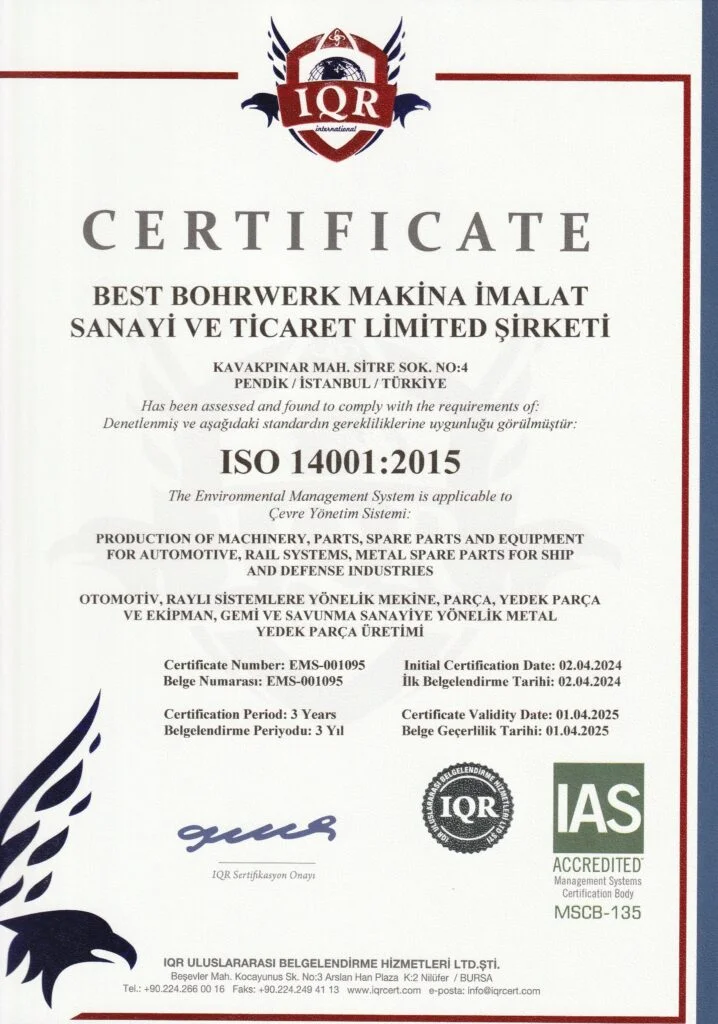 IQR
international
CERTIFICATE
BEST BOHRWERK MAKİNA İMALAT
SANAYİ VE TİCARET LİMİTED ŞİRKETİ
KAVAKPINAR MAH. SİTRE SOK. NO:4
PENDİK / İSTANBUL / TÜRKİYE
Has been assessed and found to comply with the requirements of:
Denetlenmiş ve aşağıdaki standardın gerekliliklerine uygunluğu görülmüştür:
ISO 14001:2015
The Environmental Management System is applicable to
Çevre Yönetim Sistemi:
PRODUCTION OF MACHINERY, PARTS, SPARE PARTS AND EQUIPMENT
FOR AUTOMOTIVE, RAIL SYSTEMS, METAL SPARE PARTS FOR SHIP
AND DEFENSE INDUSTRIES
OTOMOTİV, RAYLI SİSTEMLERE YÖNELİK MEKİNE, PARÇA, YEDEK PARÇA
VE EKİPMAN, GEMİ VE SAVUNMA SANAYİYE YÖNELİK METAL
YEDEK PARÇA ÜRETİMİ
Certificate Number: EMS-001095 Initial Certification Date: 02.04.2024
Belge Numarası: EMS-001095 İlk Belgelendirme Tarihi: 02.04.2024
Certification Period: 3 Years Certificate Validity Date: 01.04.2025
Belgelendirme Periyodu: 3 Yıl Belge Geçerlilik Tarihi: 01.04.2025
IQR Sertifikasyon Onayı
IQR ULUSLARARASI BELGELENDİRME HİZMETLERİ LTD ŞTİ
IQR
IAS
ACCREDITED
Management Systems
Certification Body
MSCB-135
IQR ULUSLARARASI BELGELENDİRME HİZMETLERİ LTD.ŞTİ.
Beşevler Mah. Kocayunus Sk. No:3 Arslan Han Plaza K:2 Nilüfer / BURSA
Tel.: +90.224.266 00 16 Faks: +90.224.249 41 13 www.iqrcert.com e-posta: info@iqrcert.com